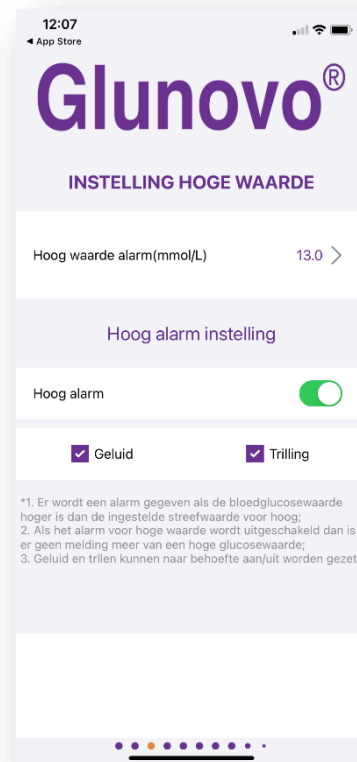 12:07
◀ App Store
Glunovo®
INSTELLING HOGE WAARDE
Hoog waarde alarm(mmol/L) 13.0
Hoog alarm instelling
Hoog alarm
Geluid Trilling
*1. Er wordt een alarm gegeven als de bloedglucosewaarde
hoger is dan de ingestelde streefwaarde voor hoog;
2. Als het alarm voor hoge waarde wordt uitgeschakeld dan is
er geen melding meer van een hoge glucosewaarde;
3. Geluid en trllen kunnen naar behoefte aan/uit worden gezet